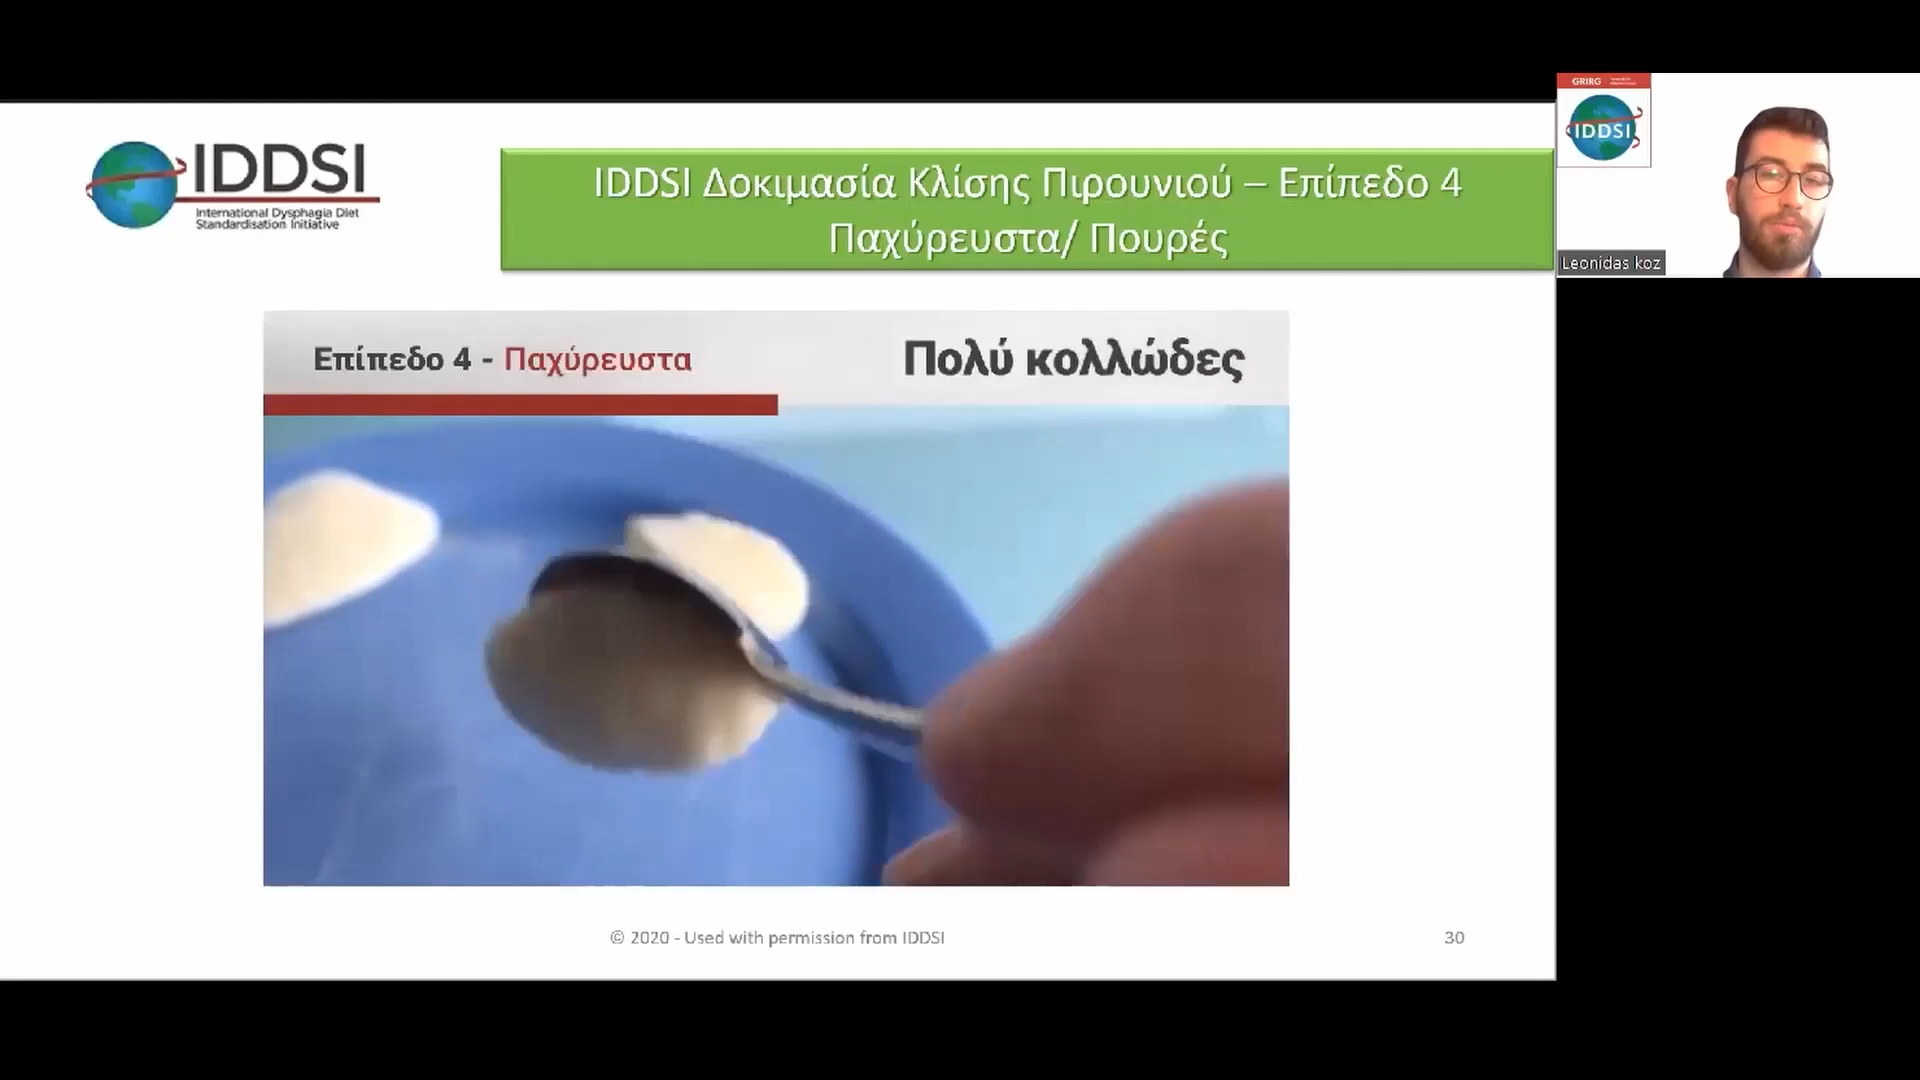 IDDSI
International Dysphagia Diet
Standardisation Initiative
IDDSI Δοκιμασία Κλίσης Πιρουνιού – Επίπεδο 4
Παχύρευστα/ Πουρές
Επίπεδο 4 - Παχύρευστα
Πολύ κολλώδες
© 2020 - Used with permission from IDDSI
30
GRIRG
IDDSI
Leonidas koz